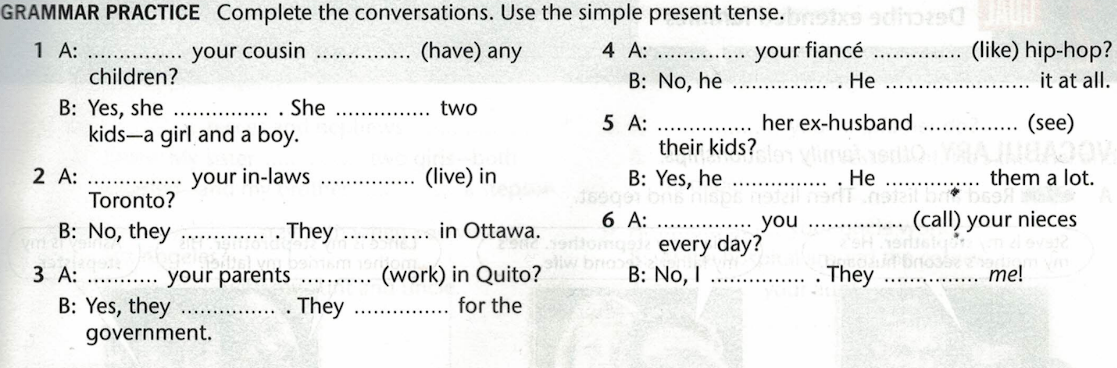 GRAMMAR PRACTICE Complete the conversations. Use the simple present tense.
1 A: .............. your cousin .............. (have) any
children?
B: Yes, she .............. . She .............. two
kids—a girl and a boy.
2 A: .............. your in-laws .............. (live) in
Toronto?
B: No, they .............. . They .............. in Ottawa.
3 A: ........... your parents ........... (work) in Quito?
B: Yes, they .............. . They .............. for the
government.
4 A: .............. your fiancé .............. (like) hip-hop?
B: No, he .............. . He ...................... it at all.
5 A: .............. her ex-husband .............. (see)
their kids?
B: Yes, he .............. . He .............. them a lot.
6 A: ................ you .............. (call) your nieces
every day?
B: No, I .............. . They .............. me!